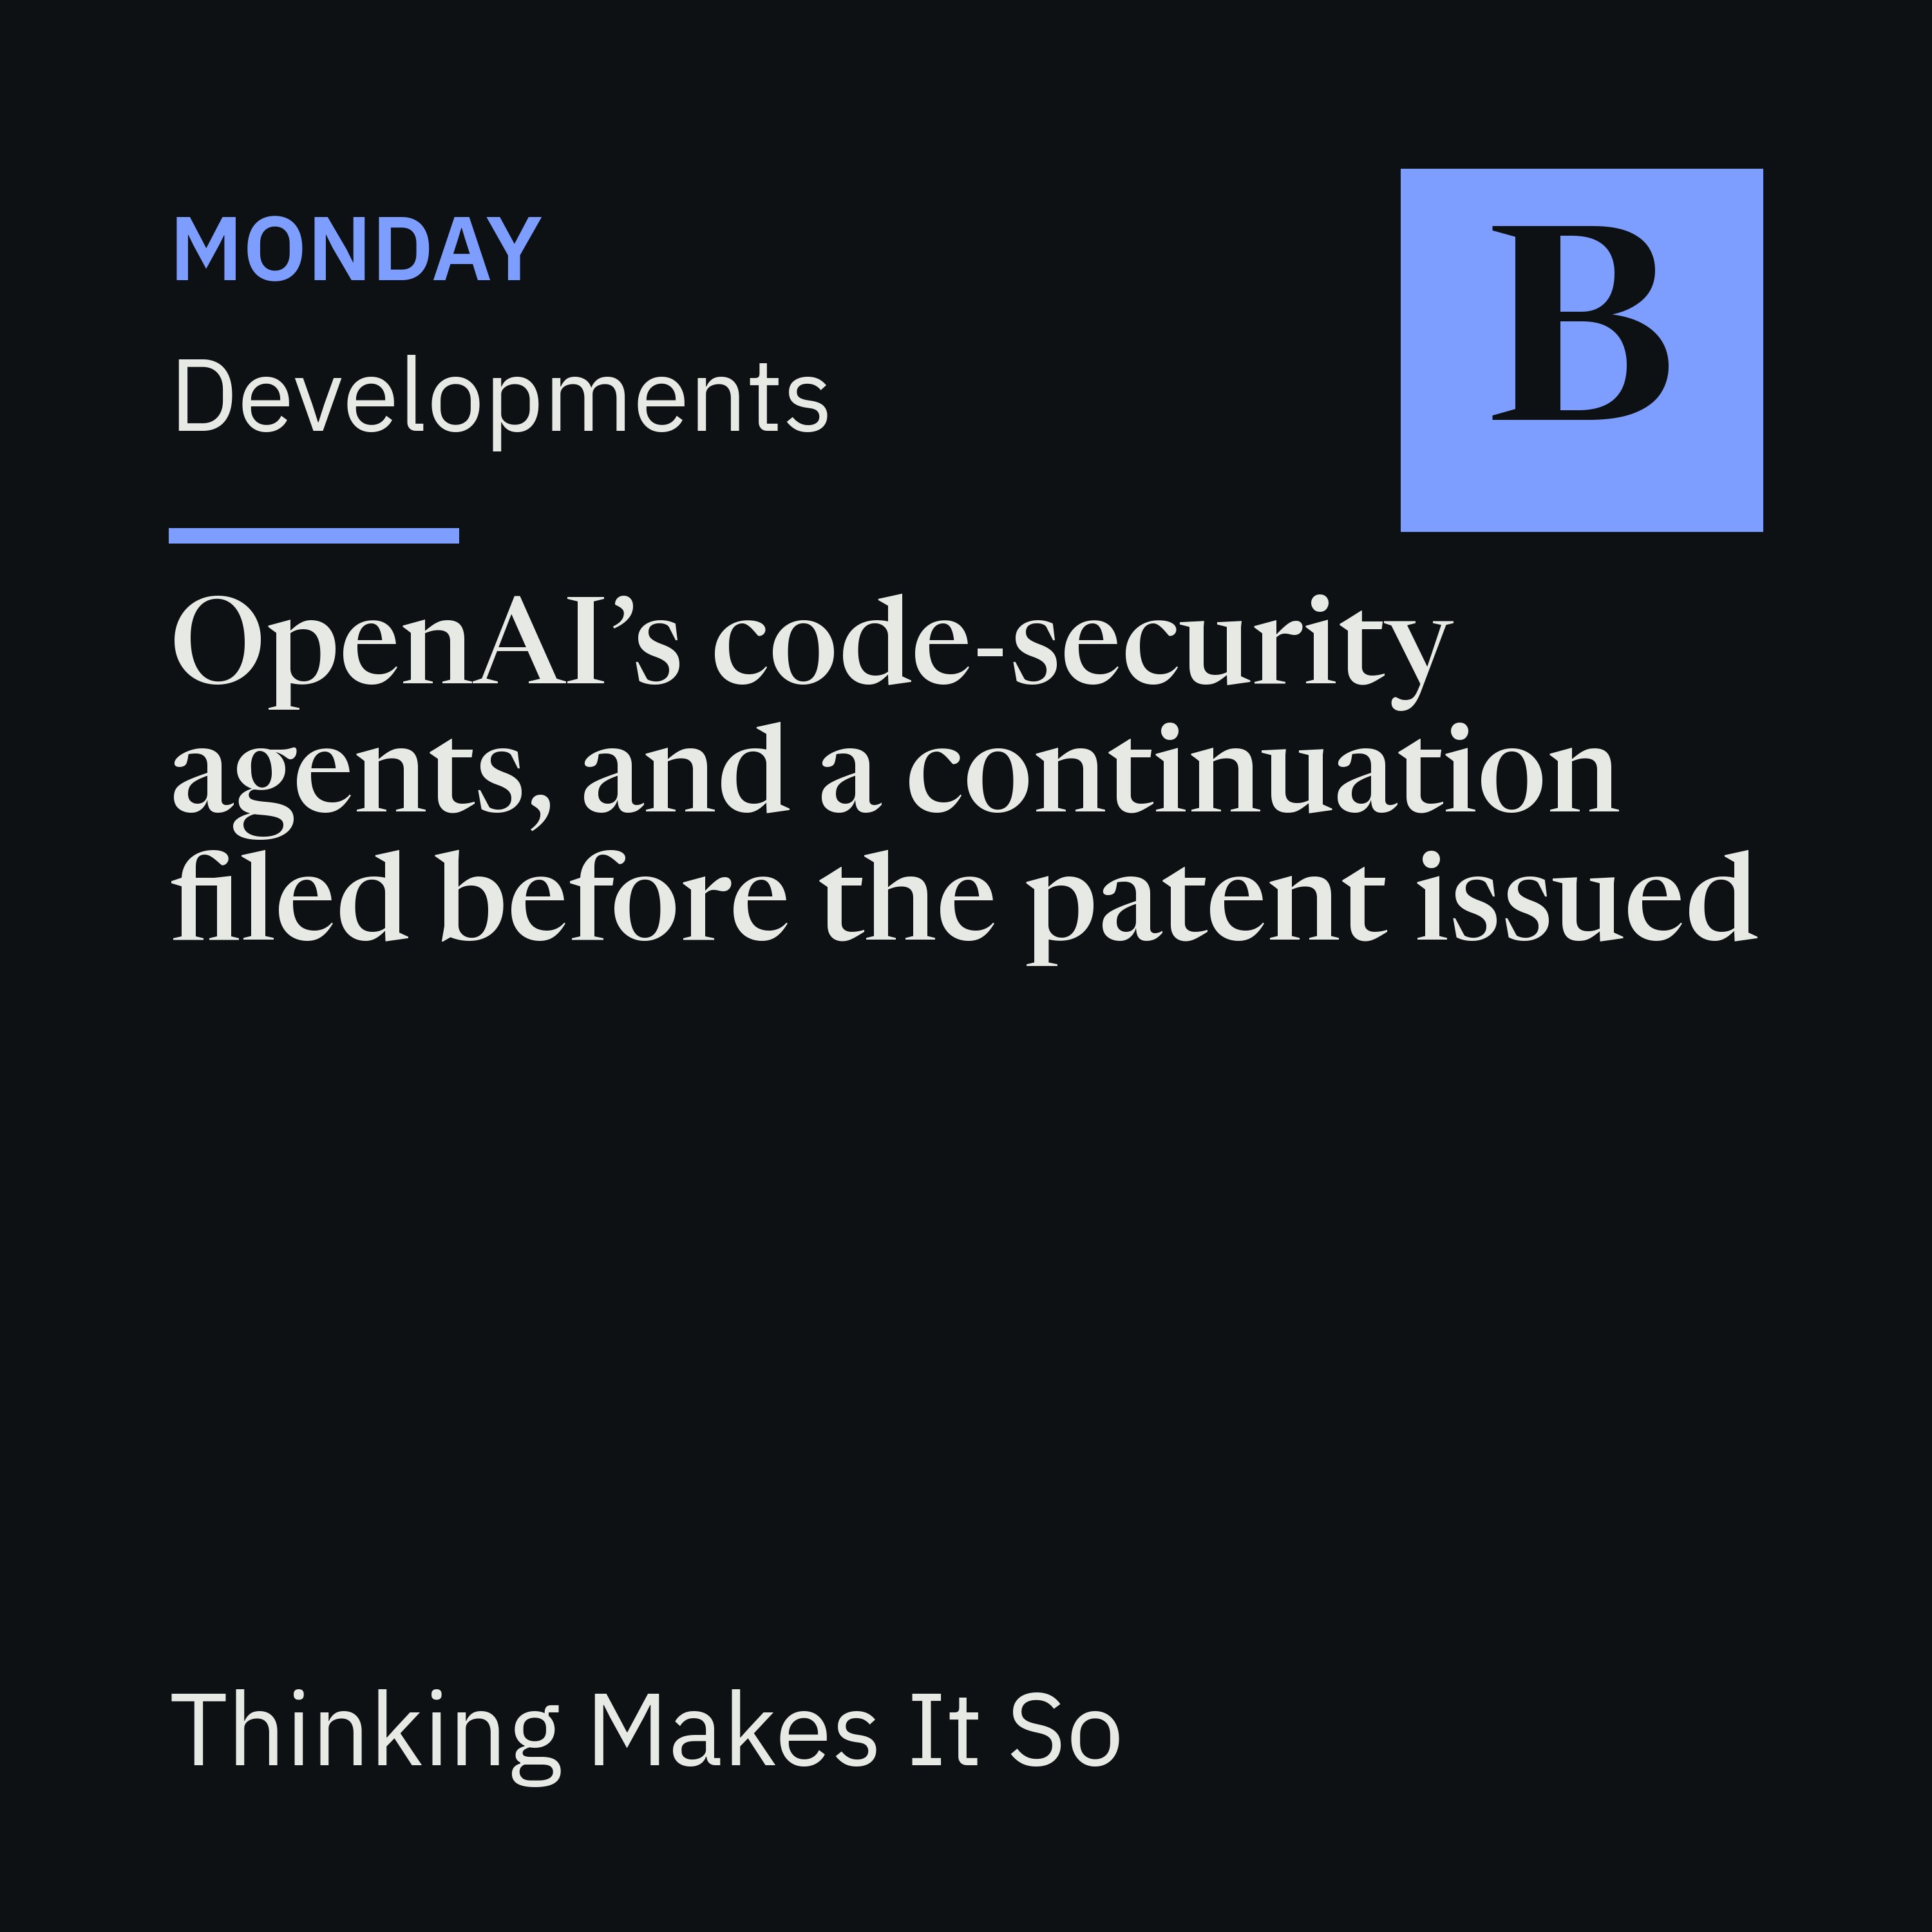 MONDAY
B
Developments
OpenAI’s code-security
agents, and a continuation
filed before the patent issued
Thinking Makes It So